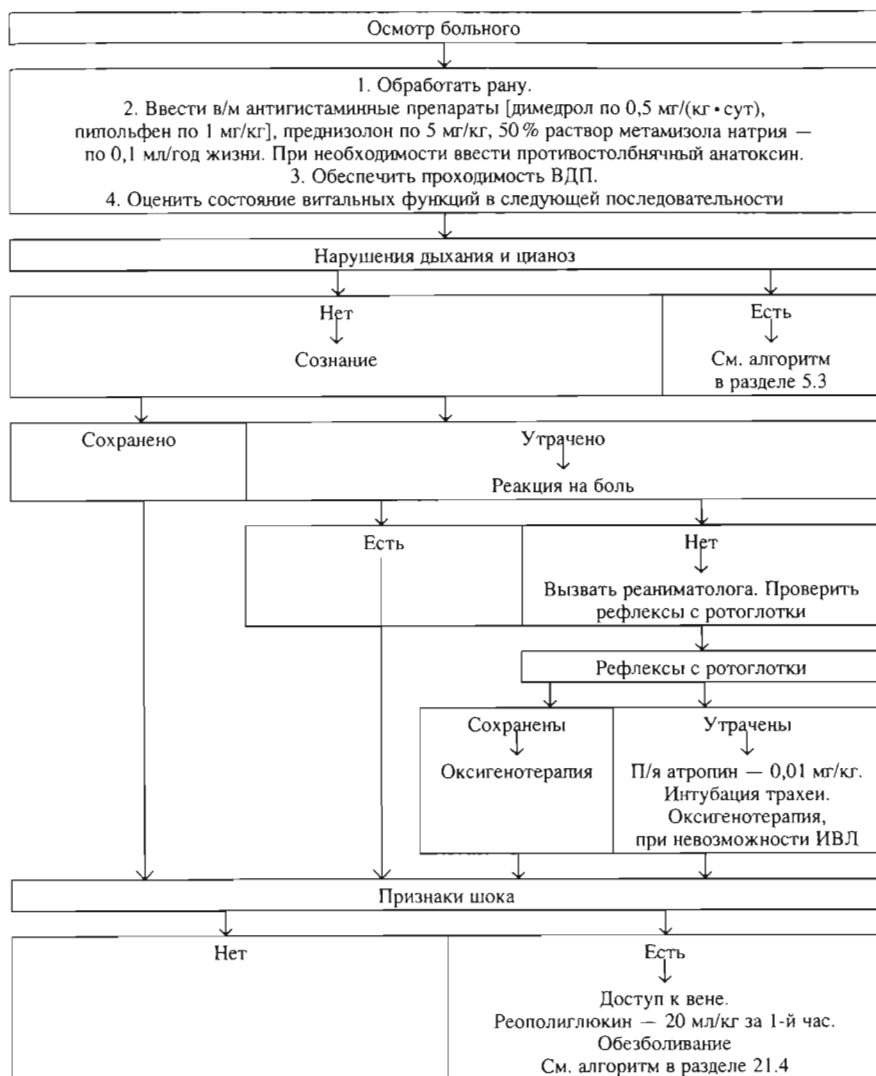 Осмотр больного
1. Обработать рану.
2. Ввести в/м антигистаминные препараты [димедрол по 0,5 мг/(кг•сут),
пипольфен по 1 мг/кг], преднизолон по 5 мг/кг, 50% раствор метамизола натрия —
по 0,1 мл/год жизни. При необходимости ввести противостолбнячный анатоксин.
3. Обеспечить проходимость ВДП.
4. Оценить состояние витальных функций в следующей последовательности
Нарушения дыхания и цианоз
Нет
Сознание
Есть
См. алгоритм
в разделе 5.3
Сохранено
Утрачено
Реакция на боль
Есть
Нет
Вызвать реаниматолога. Проверить
рефлексы с ротоглотки
Рефлексы с ротоглотки
Сохранены
Оксигенотерапия
Утрачены
П/я атропин — 0,01 мг/кг.
Интубация трахеи.
Оксигенотерапия,
при невозможности ИВЛ
Признаки шока
Нет
Есть
Доступ к вене.
Реополиглюкин — 20 мл/кг за 1-й час.
Обезболивание
См. алгоритм в разделе 21.4